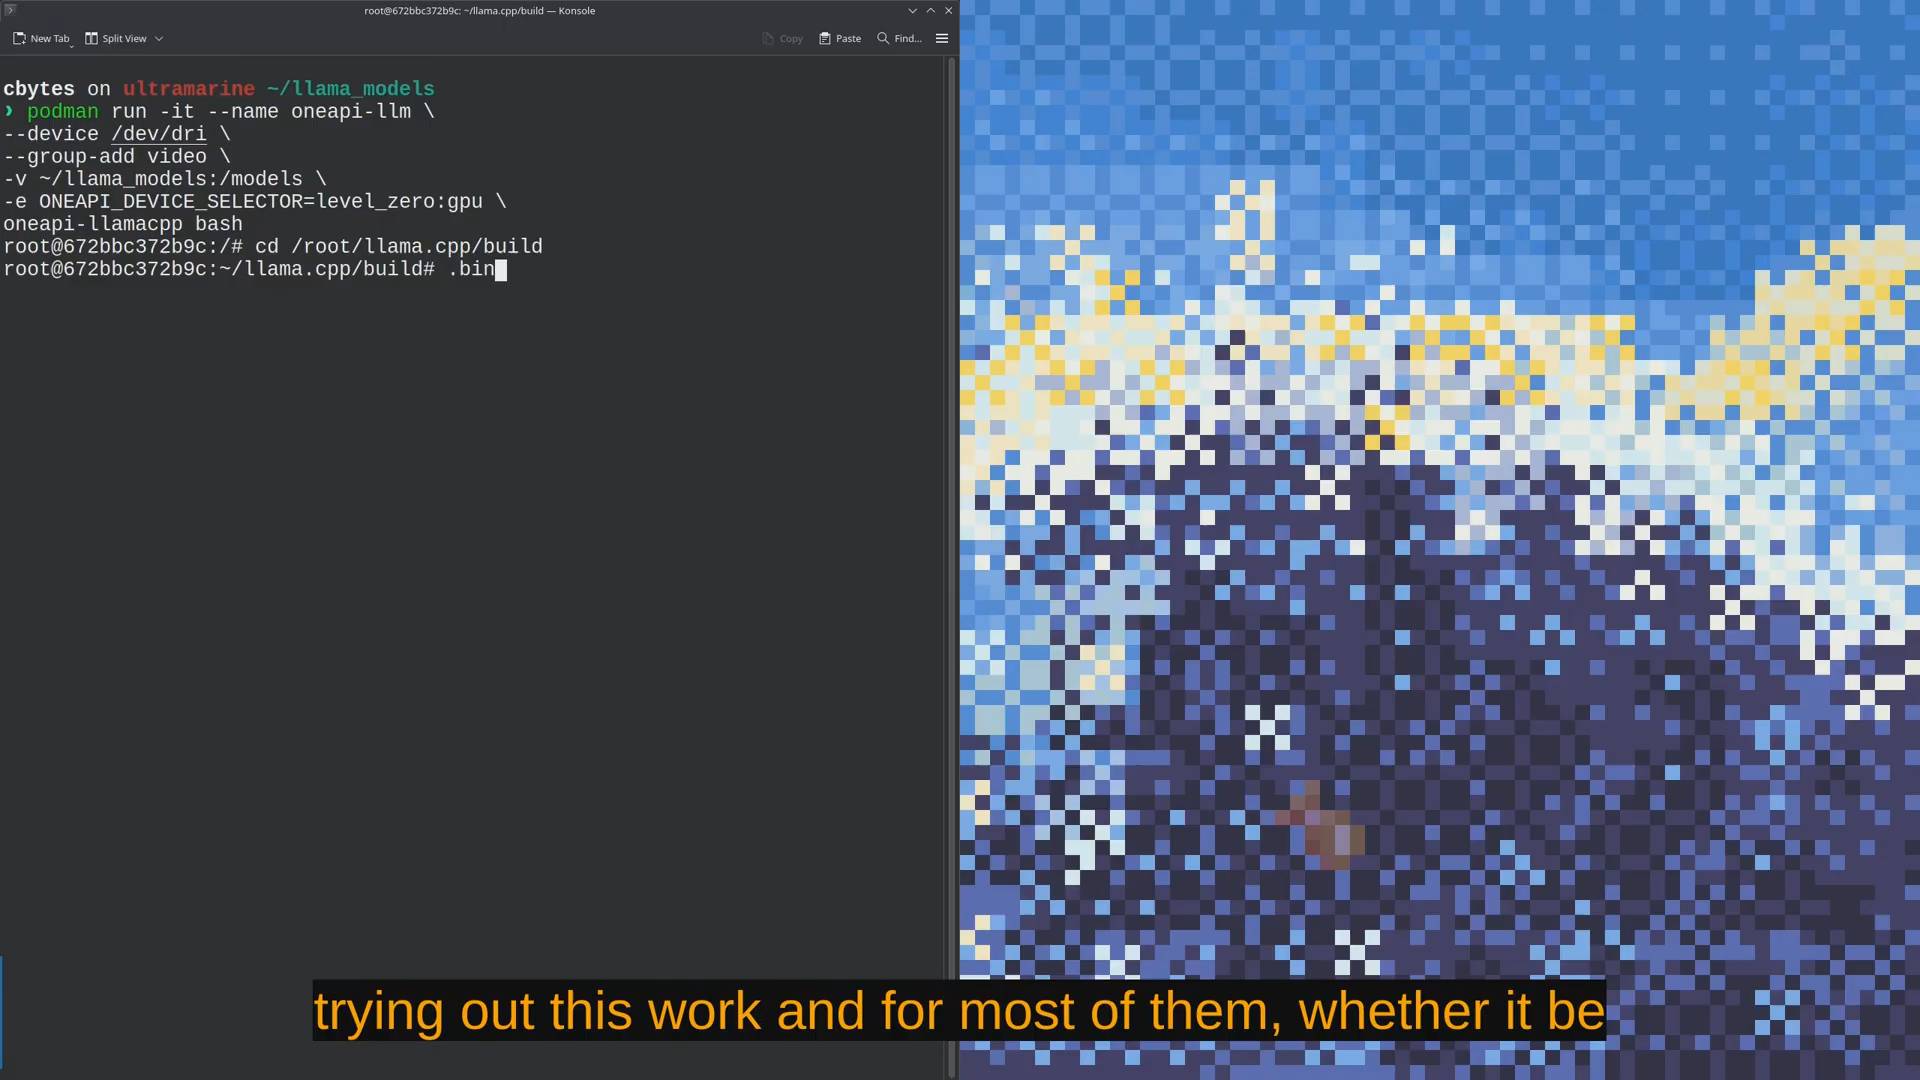 root@672bbc372b9c: ~/llama.cpp/build — Konsole
New Tab
Split View
Copy
Paste
Find...
cbytes on ultramarine ~/llama_models
› podman run -it --name oneapi-llm \
--device /dev/dri \
--group-add video \
-v ~/llama_models:/models \
-e ONEAPI_DEVICE_SELECTOR=level_zero:gpu \
oneapi-llamacpp bash
root@672bbc372b9c:/# cd /root/llama.cpp/build
root@672bbc372b9c:~/llama.cpp/build# .bin
trying out this work and for most of them, whether it be